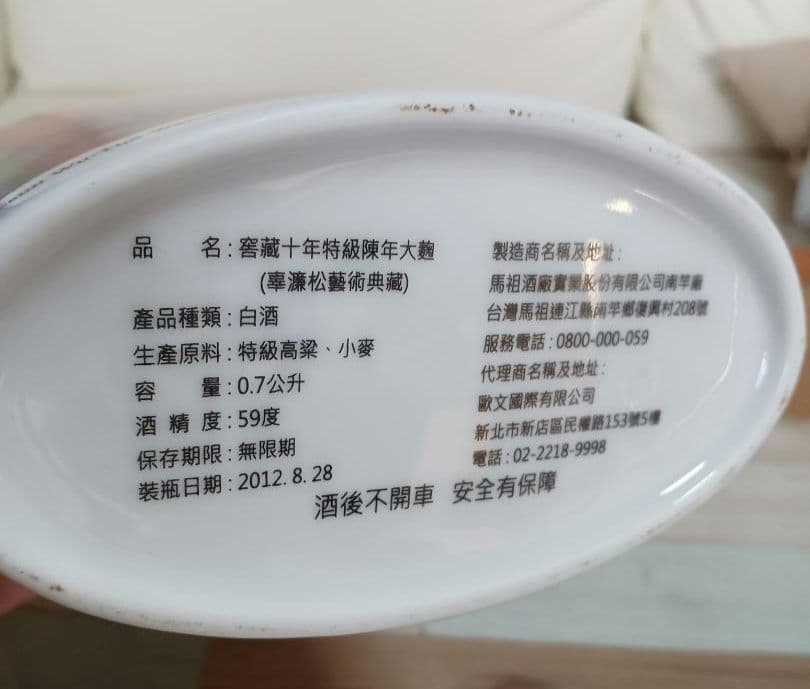 品　　名：窖藏十年特級陳年大麴
(辜濂松藝術典藏)
產品種類：白酒
生產原料：特級高粱、小麥
容　　量：0.7公升
酒 精 度：59度
保存期限：無限期
裝瓶日期：2012. 8. 28
製造商名稱及地址：
馬祖酒廠實業股份有限公司南竿廠
台灣馬祖連江縣南竿鄉復興村208號
服務電話：0800-000-059
代理商名稱及地址：
歐文國際有限公司
新北市新店區民權路153號5樓
電話：02-2218-9998
酒後不開車　安全有保障